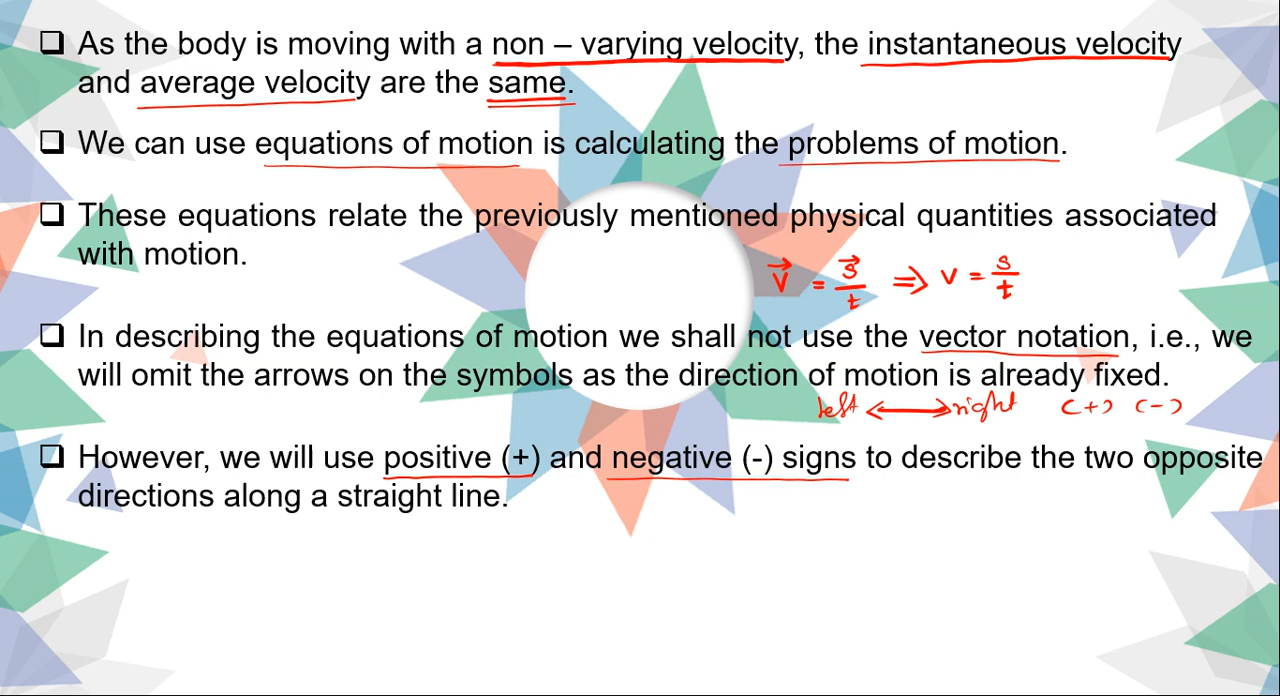 ❑ As the body is moving with a non – varying velocity, the instantaneous velocity
and average velocity are the same.
❑ We can use equations of motion is calculating the problems of motion.
❑ These equations relate the previously mentioned physical quantities associated
with motion.
v⃗ = s⃗/t ⇒ v = s/t
❑ In describing the equations of motion we shall not use the vector notation, i.e., we
will omit the arrows on the symbols as the direction of motion is already fixed.
left ⟷ right (+) (-)
❑ However, we will use positive (+) and negative (-) signs to describe the two opposite
directions along a straight line.